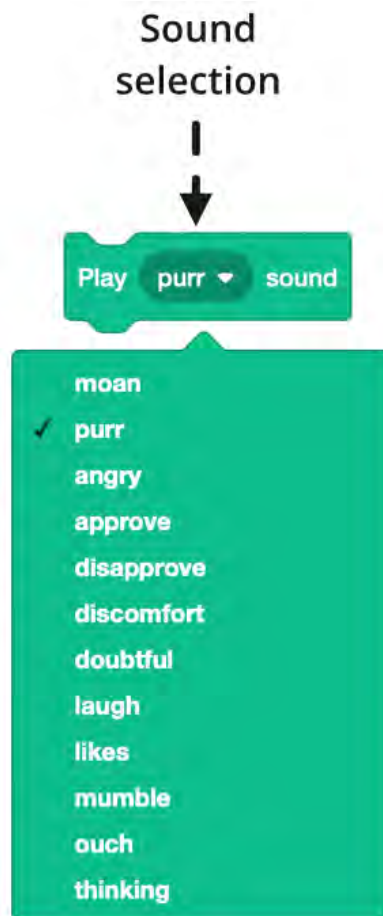 Sound
selection
Play purr sound
moan
purr
angry
approve
disapprove
discomfort
doubtful
laugh
likes
mumble
ouch
thinking